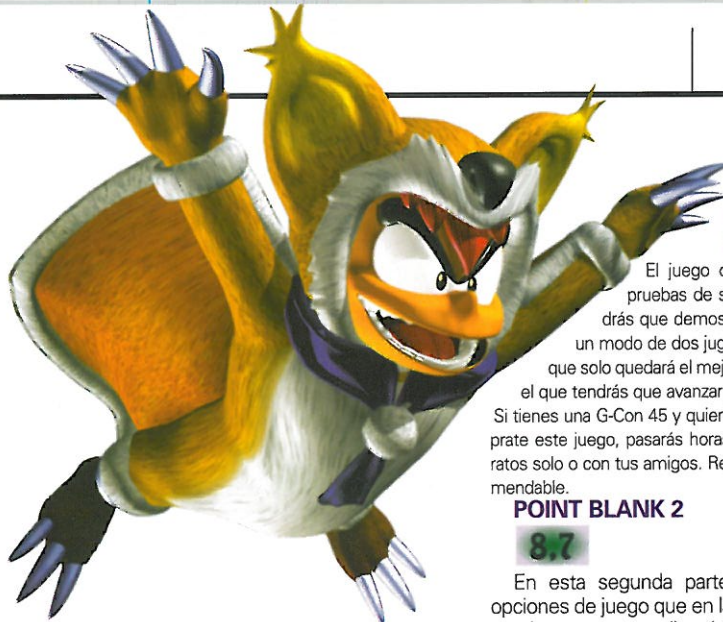 El juego
pruebas de
drás que demos
un modo de dos jug
que solo quedará el mej
el que tendrás que avanzar
Si tienes una G-Con 45 y quier
prate este juego, pasarás horas
ratos solo o con tus amigos. Re
mendable.
POINT BLANK 2
8,7
En esta segunda parte
opciones de juego que en l